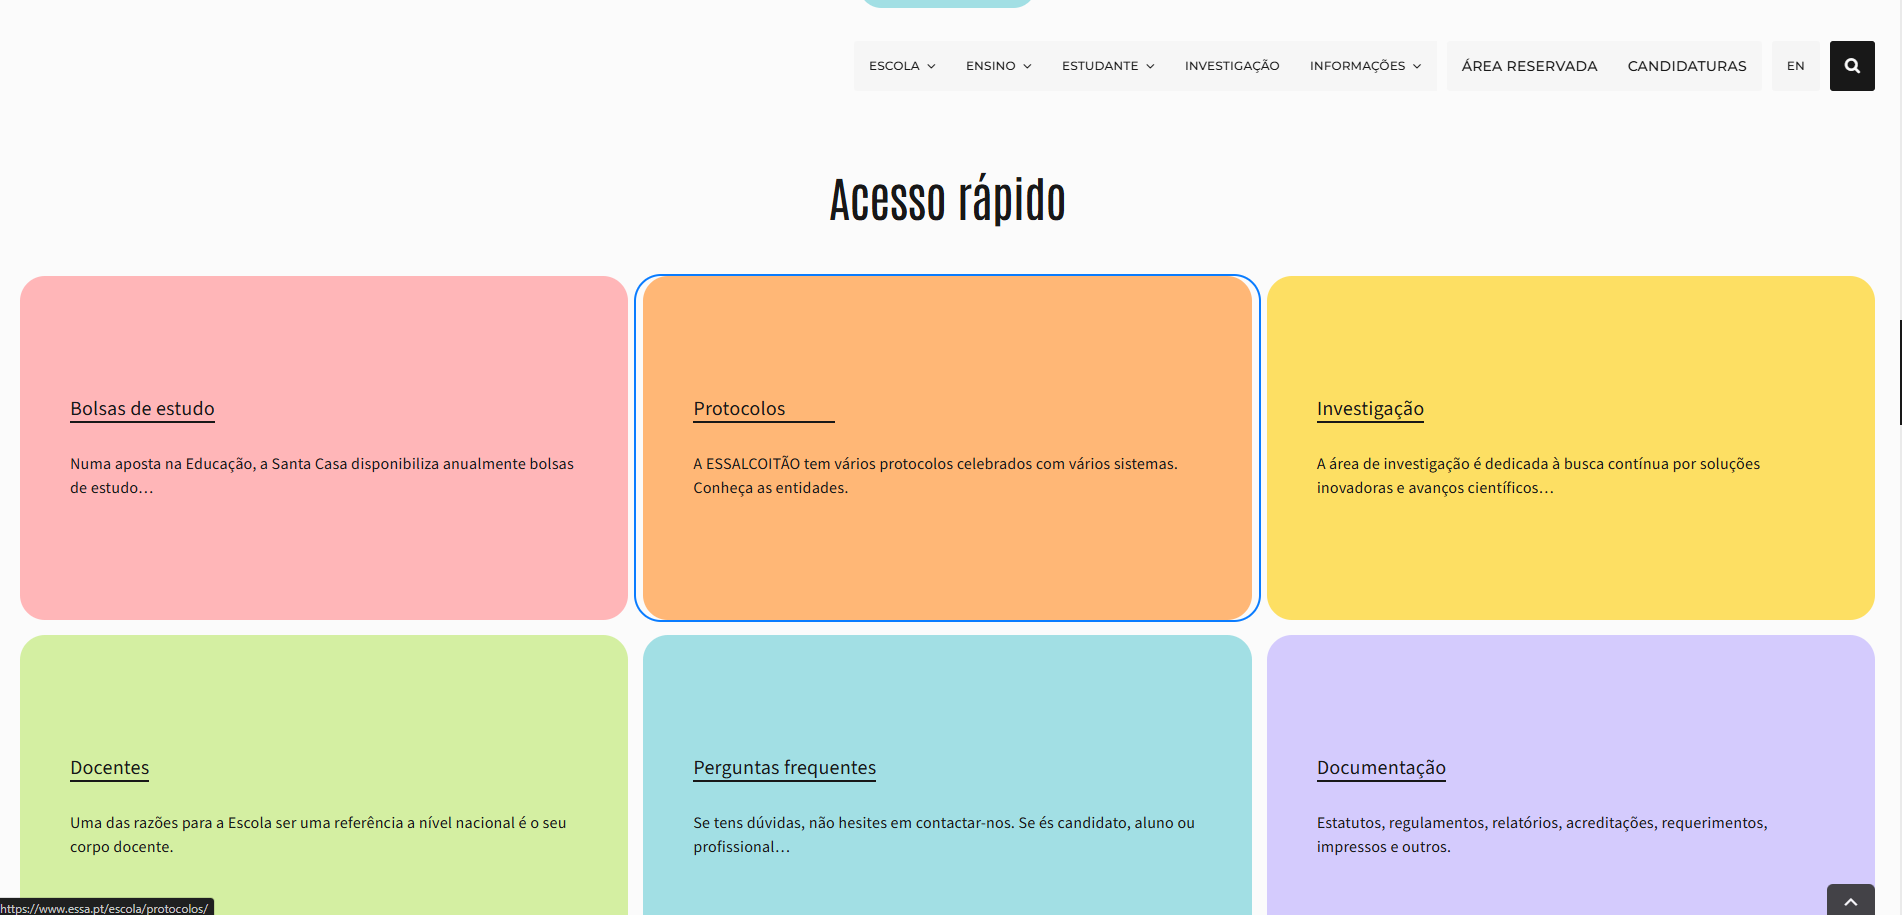 ESCOLA ENSINO ESTUDANTE INVESTIGAÇÃO INFORMAÇÕES ÁREA RESERVADA CANDIDATURAS EN
Acesso rápido
Bolsas de estudo
Numa aposta na Educação, a Santa Casa disponibiliza anualmente bolsas
de estudo…
Protocolos
A ESSALCOITÃO tem vários protocolos celebrados com vários sistemas.
Conheça as entidades.
Investigação
A área de investigação é dedicada à busca contínua por soluções
inovadoras e avanços científicos…
Docentes
Uma das razões para a Escola ser uma referência a nível nacional é o seu
corpo docente.
Perguntas frequentes
Se tens dúvidas, não hesites em contactar-nos. Se és candidato, aluno ou
profissional…
Documentação
Estatutos, regulamentos, relatórios, acreditações, requerimentos,
impressos e outros.
https://www.essa.pt/escola/protocolos/